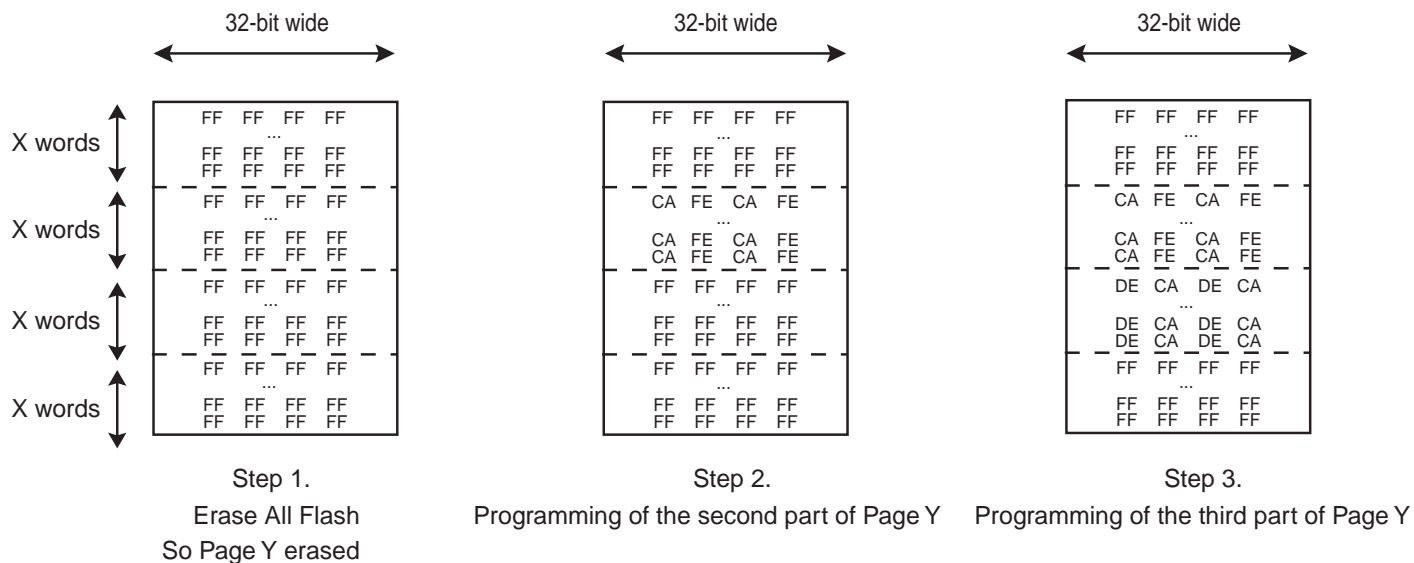 32-bit wide
32-bit wide
32-bit wide
X words
X words
X words
X words
FF FF FF FF
...
FF FF FF FF
FF FF FF FF
FF FF FF FF
...
FF FF FF FF
FF FF FF FF
FF FF FF FF
...
FF FF FF FF
FF FF FF FF
FF FF FF FF
...
FF FF FF FF
FF FF FF FF
FF FF FF FF
...
FF FF FF FF
FF FF FF FF
CA FE CA FE
...
CA FE CA FE
CA FE CA FE
FF FF FF FF
...
FF FF FF FF
FF FF FF FF
FF FF FF FF
...
FF FF FF FF
FF FF FF FF
FF FF FF FF
...
FF FF FF FF
FF FF FF FF
CA FE CA FE
...
CA FE CA FE
CA FE CA FE
DE CA DE CA
...
DE CA DE CA
DE CA DE CA
FF FF FF FF
...
FF FF FF FF
FF FF FF FF
Step 1.
Erase All Flash
So Page Y erased
Step 2.
Programming of the second part of Page Y
Step 3.
Programming of the third part of Page Y